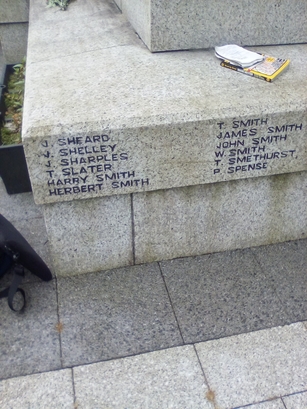 J. SHEARD
J. SHELLEY
J. SHARPLES
T. SLATER
HARRY SMITH
HERBERT SMITH
T. SMITH
JAMES SMITH
JOHN SMITH
W. SMITH
T. SMETHURST
P. SPENSE